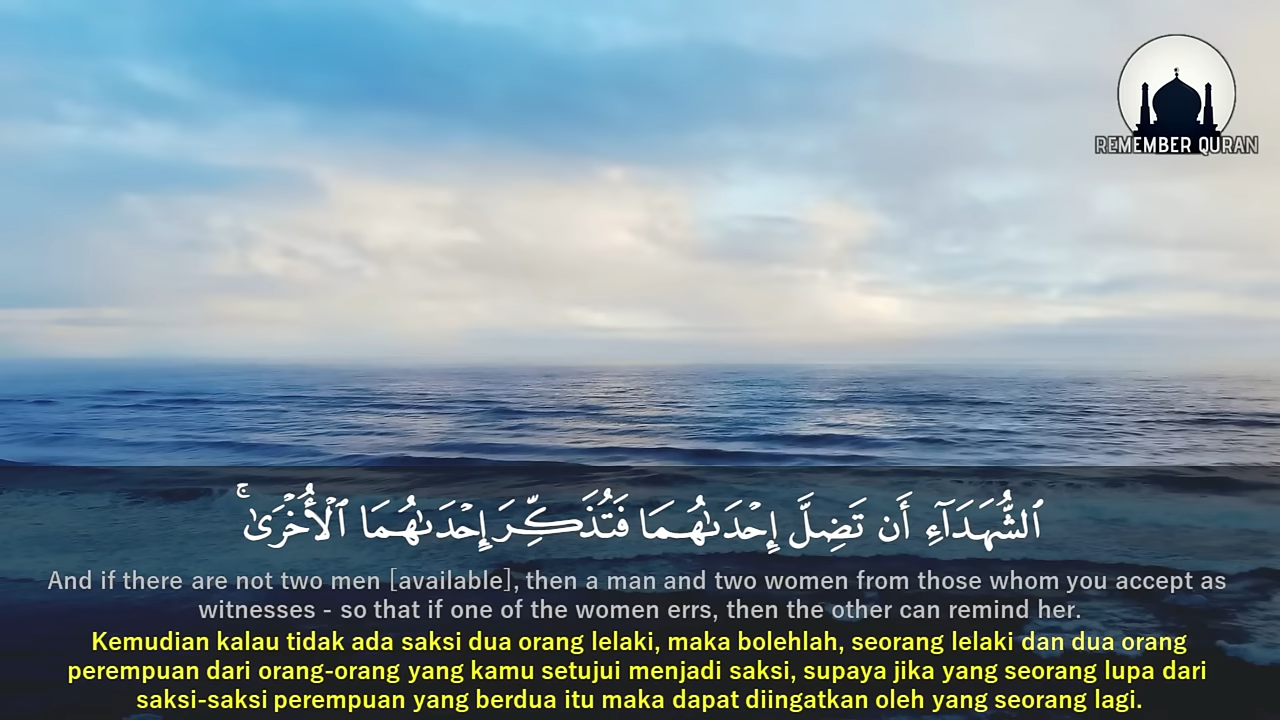 REMEMBER QURAN
ٱلشُّهَدَآءِ أَن تَضِلَّ إِحۡدَىٰهُمَا فَتُذَكِّرَ إِحۡدَىٰهُمَا ٱلۡأُخۡرَىٰۚ
And if there are not two men [available], then a man and two women from those whom you accept as
witnesses - so that if one of the women errs, then the other can remind her.
Kemudian kalau tidak ada saksi dua orang lelaki, maka bolehlah, seorang lelaki dan dua orang
perempuan dari orang-orang yang kamu setujui menjadi saksi, supaya jika yang seorang lupa dari
saksi-saksi perempuan yang berdua itu maka dapat diingatkan oleh yang seorang lagi.